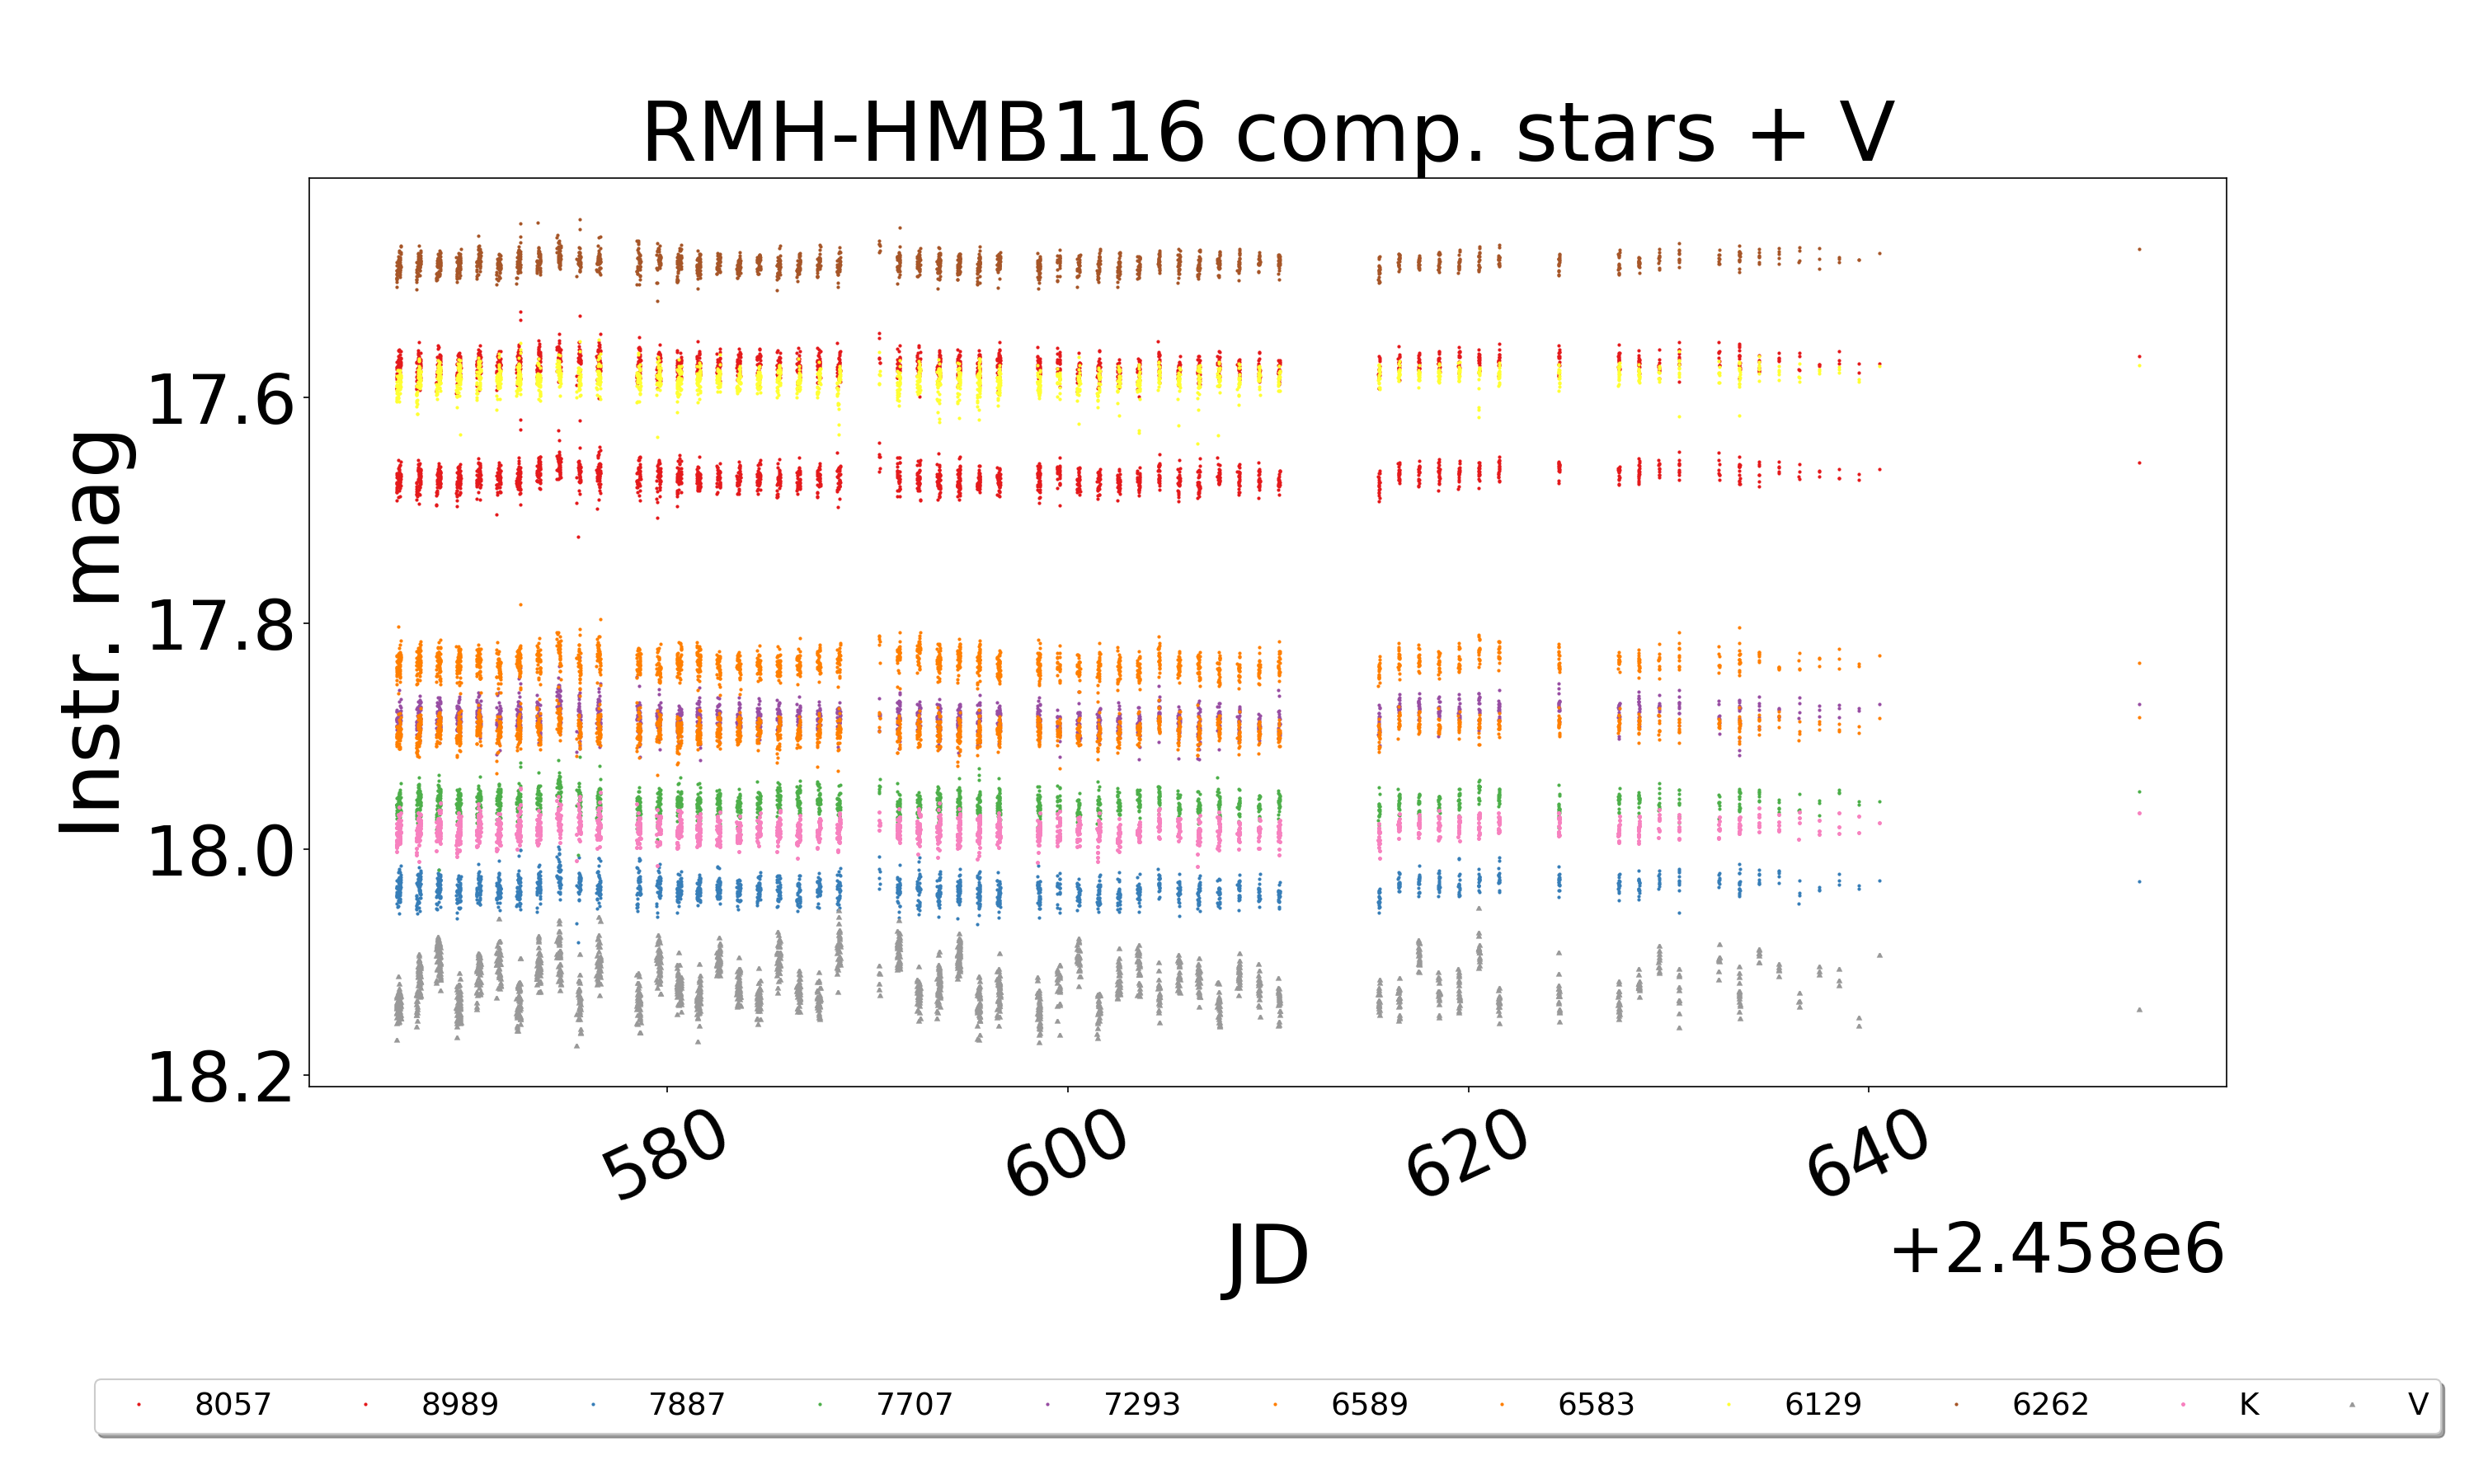 RMH-HMB116 comp. stars + V
Instr. mag
17.6
17.8
18.0
18.2
580 600 620 640
JD
+2.458e6
8057 8989 7887 7707 7293 6589 6583 6129 6262 K V